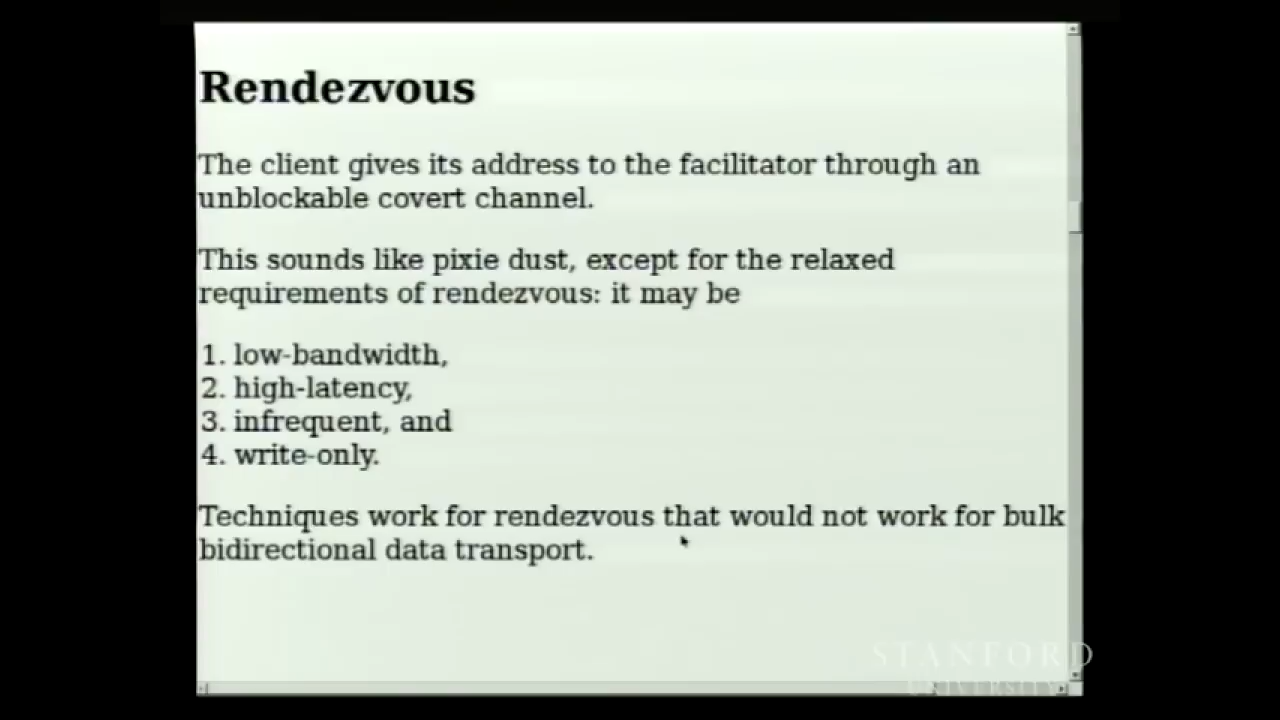 Rendezvous
The client gives its address to the facilitator through an
unblockable covert channel.
This sounds like pixie dust, except for the relaxed
requirements of rendezvous: it may be
1. low-bandwidth,
2. high-latency,
3. infrequent, and
4. write-only.
Techniques work for rendezvous that would not work for bulk
bidirectional data transport.
STANFORD
UNIVERSITY